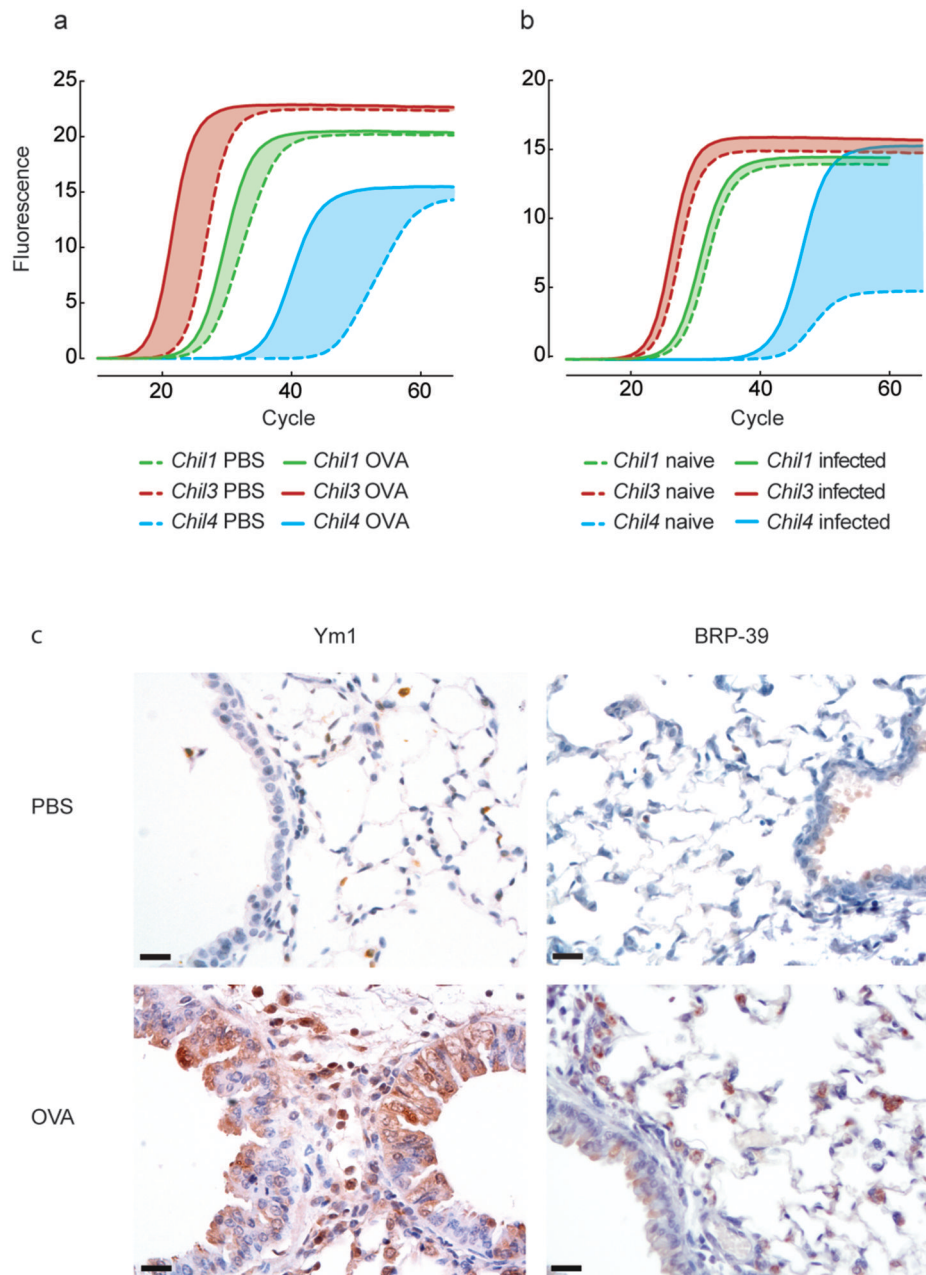 a
b
25
20
15
10
5
0
Fluorescence
20
40
60
Cycle
20
15
10
5
0
20
40
60
Cycle
Chil1 PBS
Chil1 OVA
Chil3 PBS
Chil3 OVA
Chil4 PBS
Chil4 OVA
Chil1 naive
Chil1 infected
Chil3 naive
Chil3 infected
Chil4 naive
Chil4 infected
c
Ym1
BRP-39
PBS
OVA